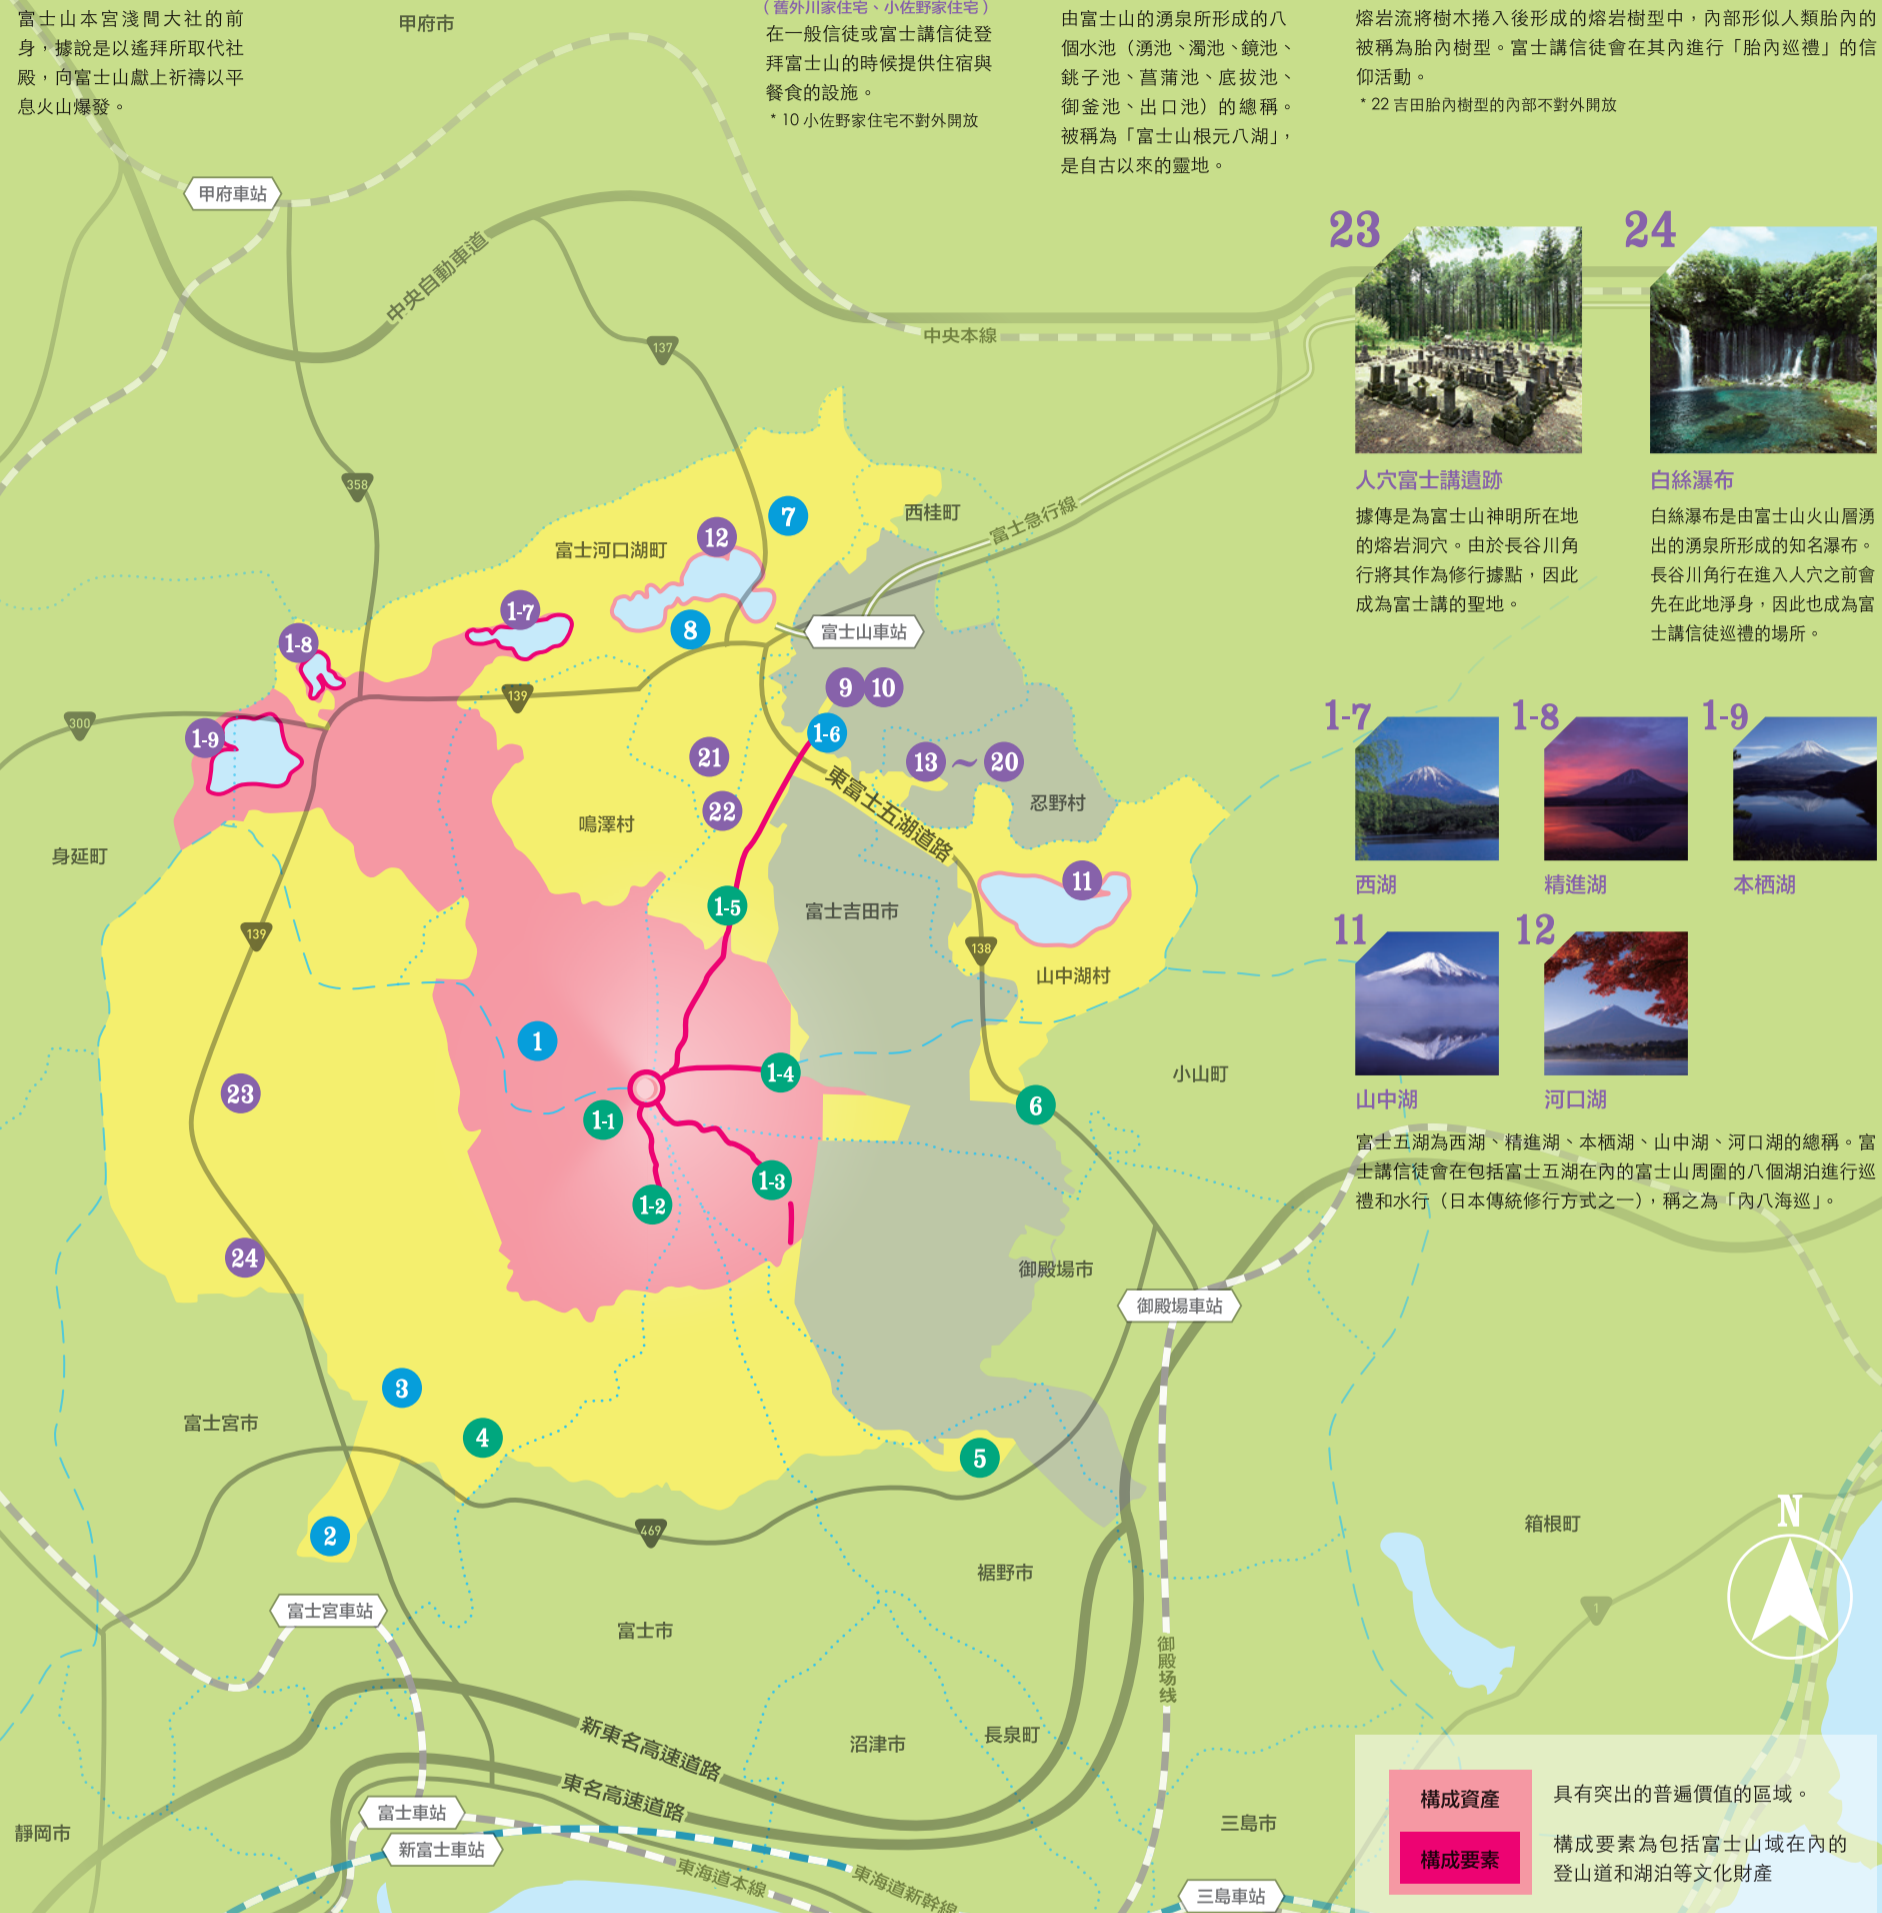 富士山本宮淺間大社的前
身，據說是以遙拜所取代社
殿，向富士山獻上祈禱以平
息火山爆發。
（舊外川家住宅、小佐野家住宅）
在一般信徒或富士講信徒登
拜富士山的時候提供住宿與
餐食的設施。
* 10 小佐野家住宅不對外開放
由富士山的湧泉所形成的八
個水池（湧池、濁池、鏡池、
銚子池、菖蒲池、底拔池、
御釜池、出口池）的總稱。
被稱為「富士山根元八湖」，
是自古以來的靈地。
熔岩流將樹木捲入後形成的熔岩樹型中，內部形似人類胎內的
被稱為胎內樹型。富士講信徒會在其內進行「胎內巡禮」的信
仰活動。
* 22 吉田胎內樹型的內部不對外開放
甲府市
甲府車站
中央自動車道
137
中央本線
358
7
西桂町
富士急行線
12
富士河口湖町
1-7
8
富士山車站
1-8
9
10
139
300
1-9
1-6
21
13 ~ 20
東富士五湖道路
22
忍野村
鳴澤村
身延町
11
1-5
富士吉田市
139
138
山中湖村
1
1-4
小山町
23
6
1-1
1-3
1-2
24
御殿場市
御殿場車站
3
富士宮市
4
5
2
469
箱根町
裾野市
1
富士宮車站
富士市
御殿场线
新東名高速道路
沼津市
長泉町
東名高速道路
富士車站
三島市
靜岡市
新富士車站
東海道本線
東海道新幹線
三島車站
N
23
人穴富士講遺跡
據傳是為富士山神明所在地
的熔岩洞穴。由於長谷川角
行將其作為修行據點，因此
成為富士講的聖地。
24
白絲瀑布
白絲瀑布是由富士山火山層湧
出的湧泉所形成的知名瀑布。
長谷川角行在進入人穴之前會
先在此地淨身，因此也成為富
士講信徒巡禮的場所。
1-7
西湖
1-8
精進湖
1-9
本栖湖
11
山中湖
12
河口湖
富士五湖為西湖、精進湖、本栖湖、山中湖、河口湖的總稱。富
士講信徒會在包括富士五湖在內的富士山周圍的八個湖泊進行巡
禮和水行（日本傳統修行方式之一），稱之為「內八海巡」。
構成資產
具有突出的普遍價值的區域。
構成要素
構成要素為包括富士山域在內的
登山道和湖泊等文化財產